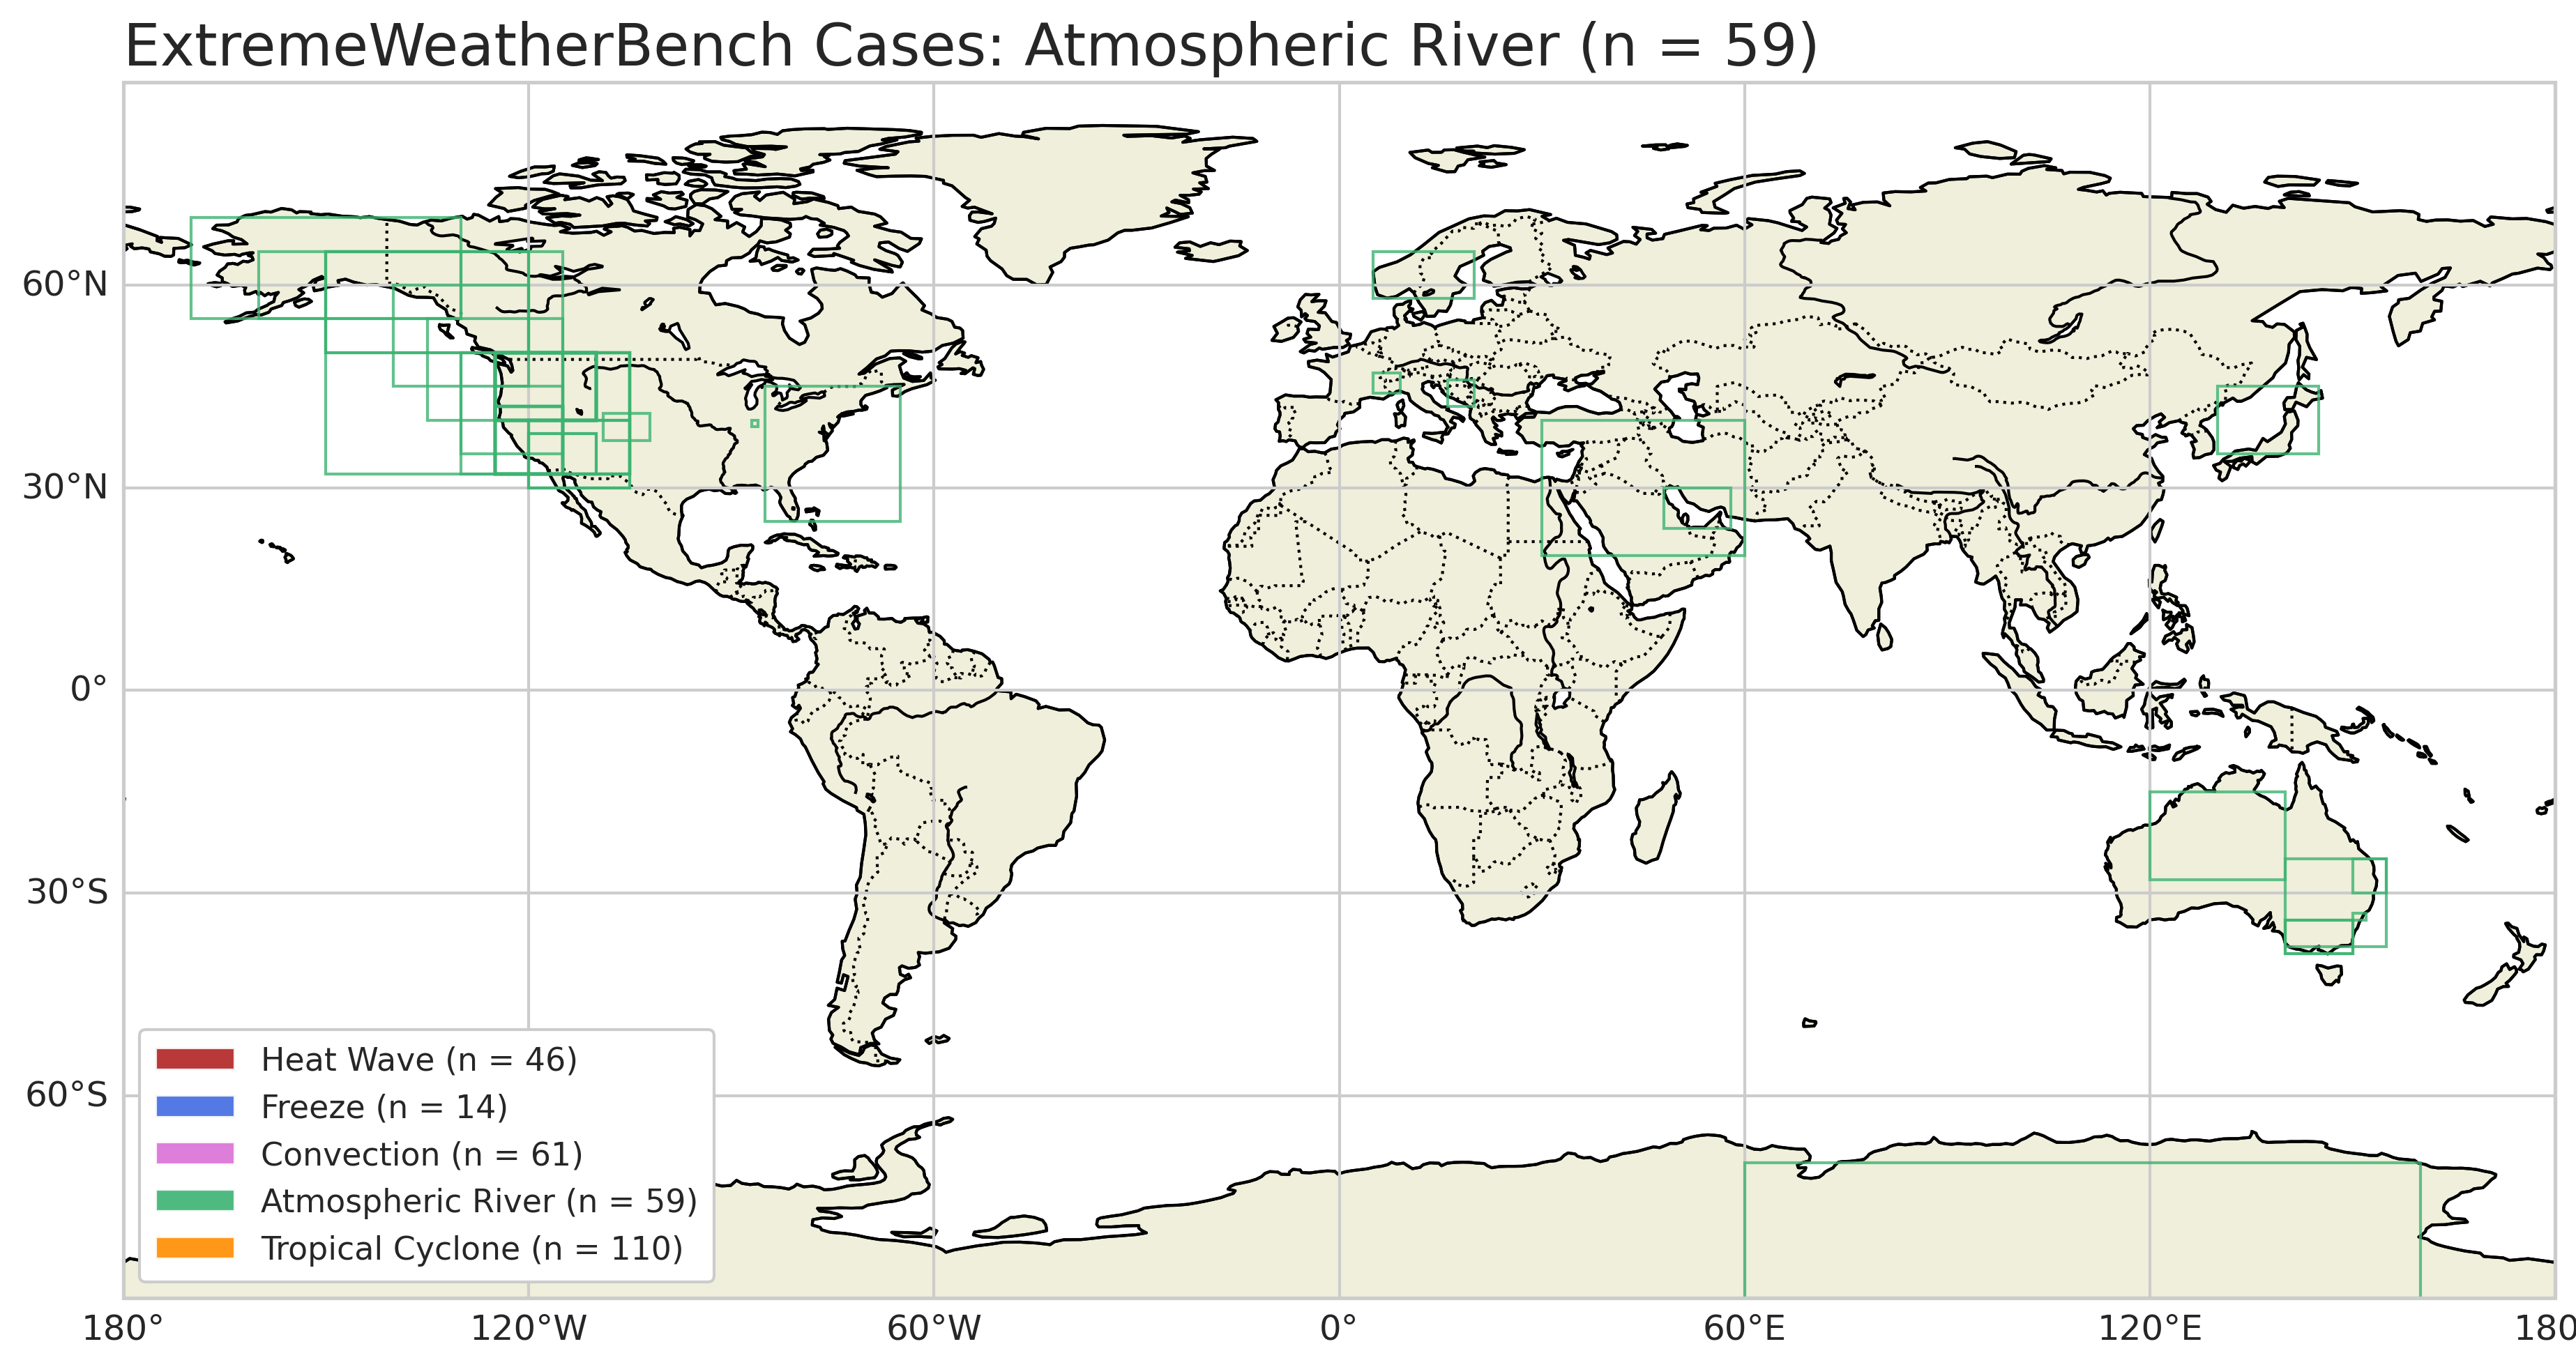 ExtremeWeatherBench Cases: Atmospheric River (n = 59)
60°N
30°N
0°
30°S
60°S
Heat Wave (n = 46)
Freeze (n = 14)
Convection (n = 61)
Atmospheric River (n = 59)
Tropical Cyclone (n = 110)
180° 120°W 60°W 0° 60°E 120°E 180